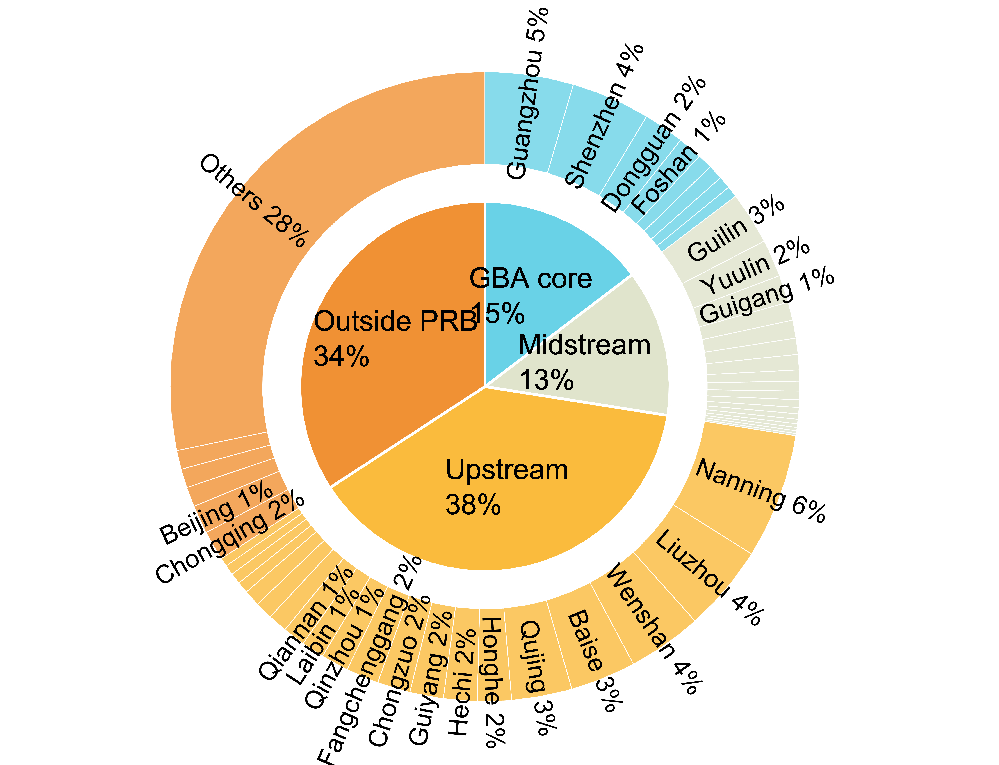 Guangzhou 5%
Shenzhen 4%
Dongguan 2%
Foshan 1%
Guilin 3%
Yuulin 2%
Guigang 1%
Nanning 6%
Liuzhou 4%
Wenshan 4%
Baise 3%
Qujing 3%
Honghe 2%
Hechi 2%
Guiyang 2%
Chongzuo 2%
Fangchenggang 2%
Qinzhou 1%
Laibin 1%
Qiannan 1%
Chongqing 2%
Beijing 1%
Others 28%
GBA core
15%
Midstream
13%
Upstream
38%
Outside PRB
34%